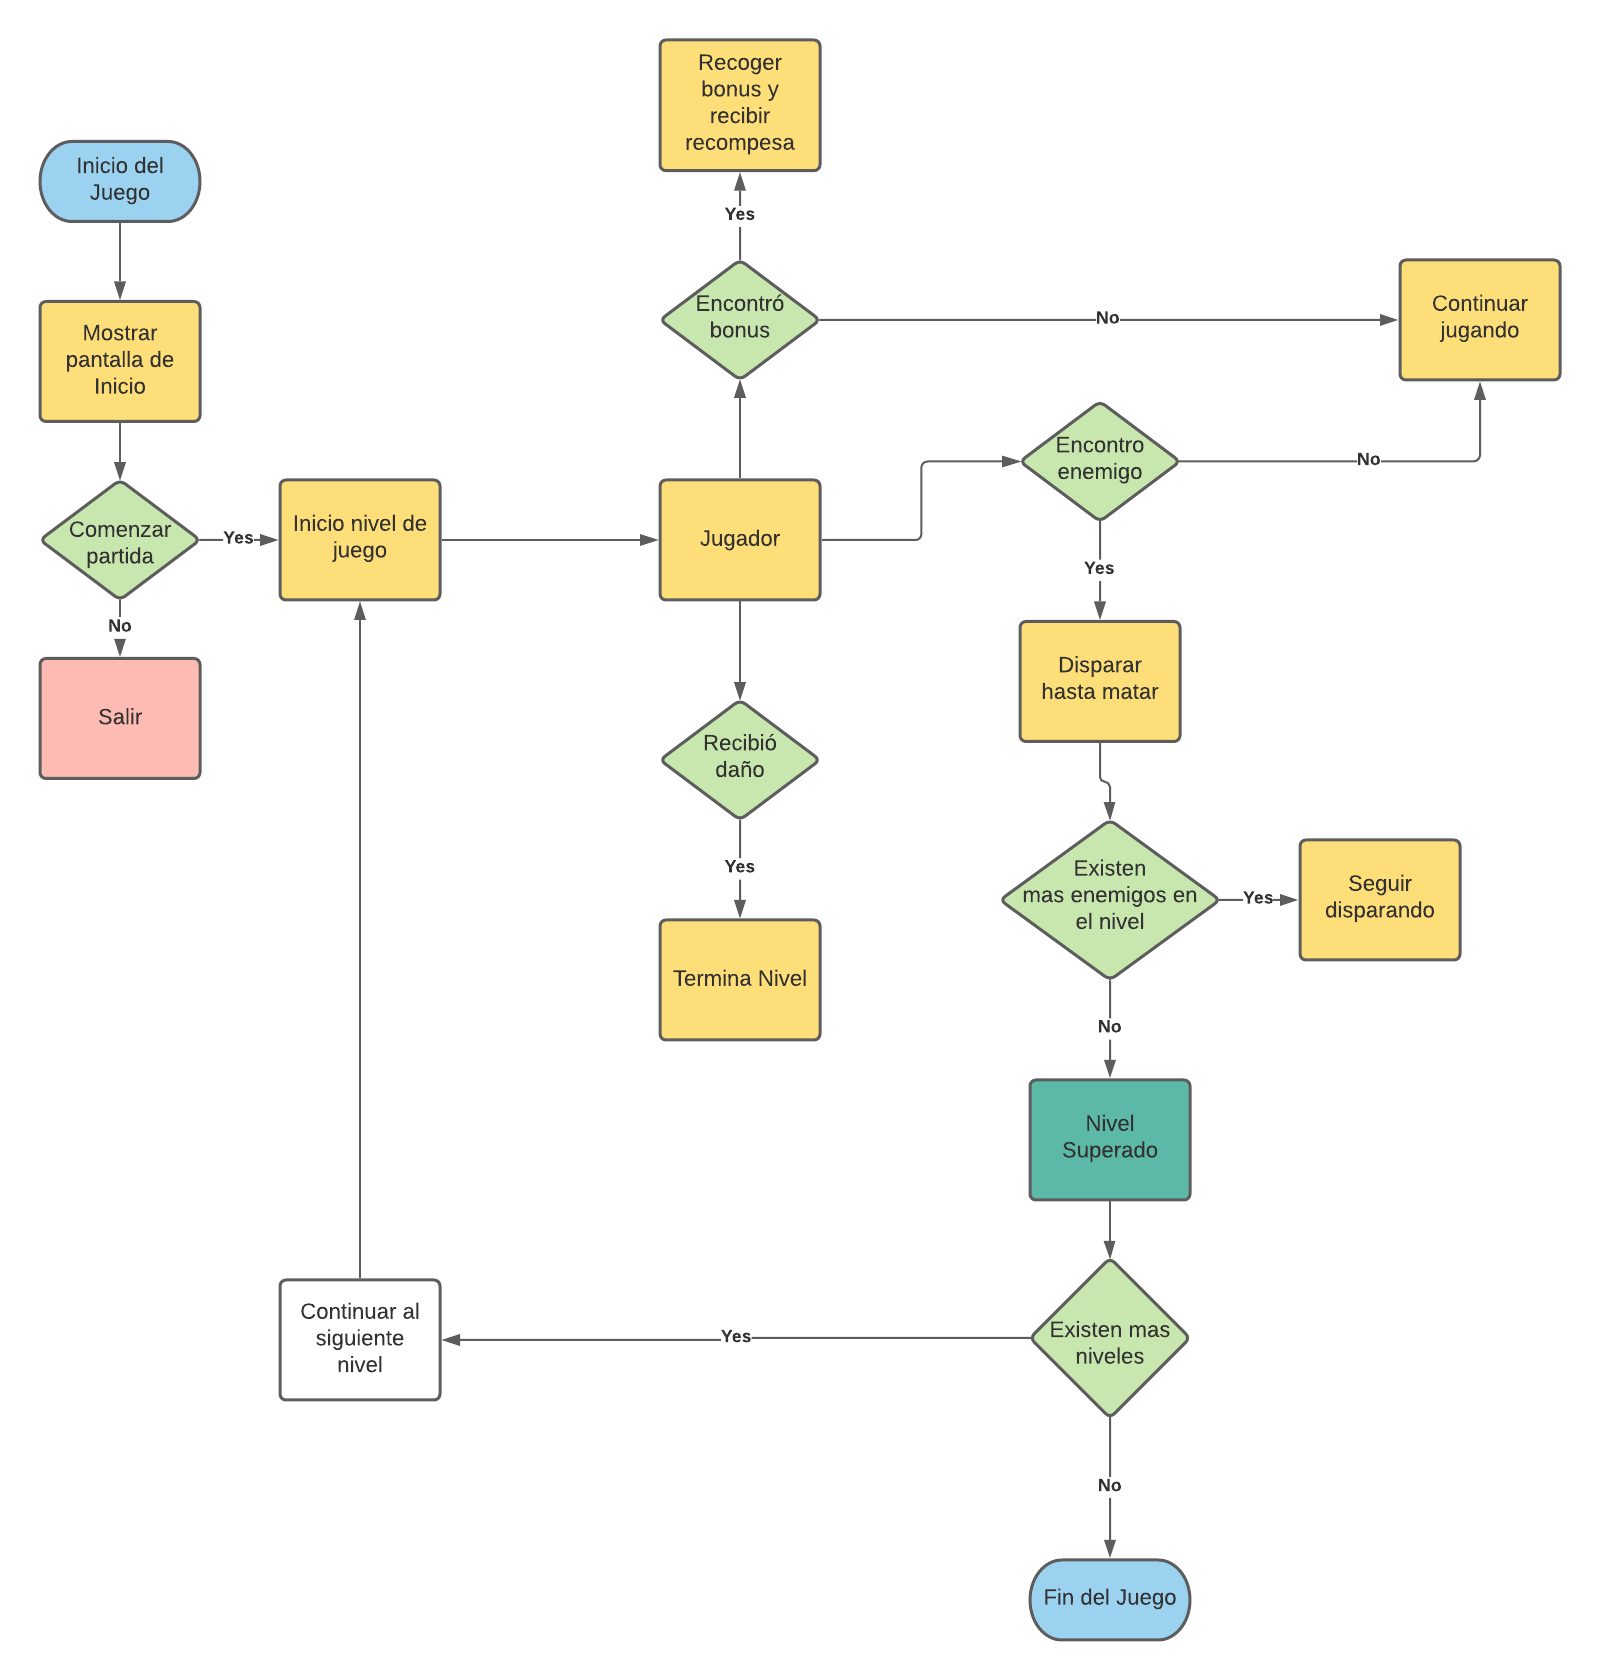 Recoger
bonus y
recibir
recompesa
Inicio del
Juego
Yes
Encontró
bonus
No
Continuar
jugando
Mostrar
pantalla de
Inicio
Encontro
enemigo
No
Comenzar
partida
Yes
Inicio nivel de
juego
Jugador
Yes
No
Disparar
hasta matar
Salir
Recibió
daño
Yes
Existen
mas enemigos en
el nivel
Yes
Seguir
disparando
Termina Nivel
No
Nivel
Superado
Continuar al
siguiente
nivel
Yes
Existen mas
niveles
No
Fin del Juego